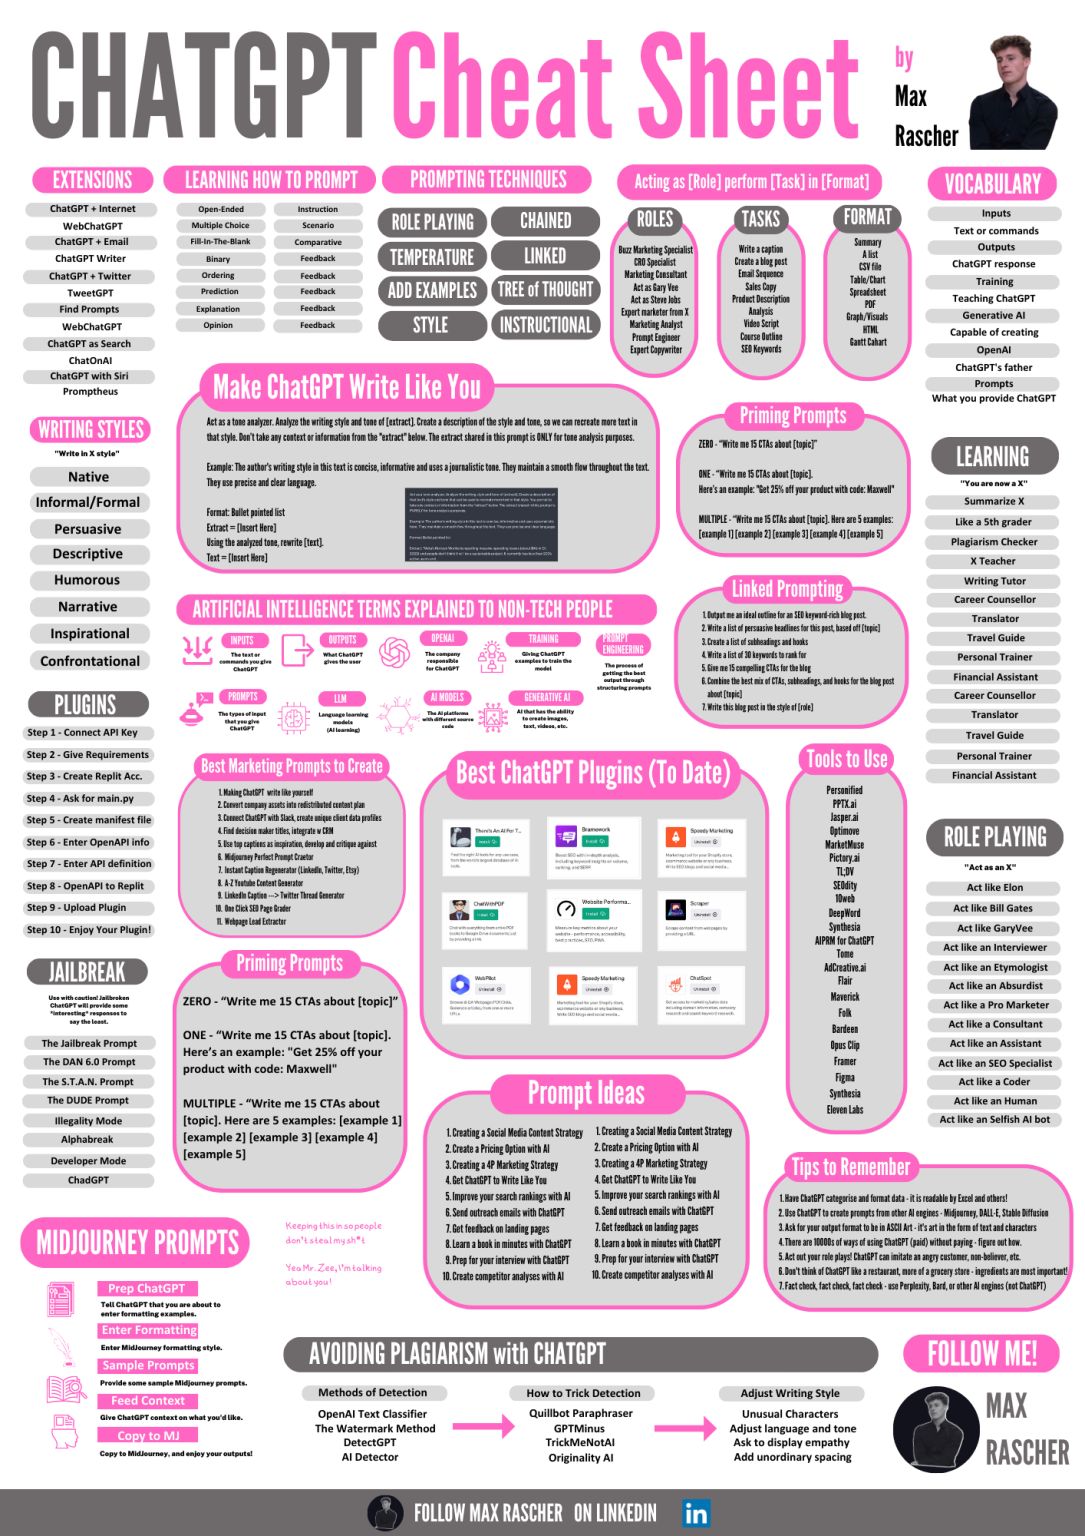 CHATGPT Cheat Sheet
by
Max
Rascher
EXTENSIONS
ChatGPT + Internet
WebChatGPT
ChatGPT + Email
ChatGPT Writer
ChatGPT + Twitter
TweetGPT
Find Prompts
WebChatGPT
ChatGPT as Search
ChatOnAI
ChatGPT with Siri
Promptheus
LEARNING HOW TO PROMPT
Open-Ended
Multiple Choice
Fill-In-The-Blank
Binary
Ordering
Prediction
Explanation
Opinion
Instruction
Scenario
Comparative
Feedback
Feedback
Feedback
Feedback
Feedback
PROMPTING TECHNIQUES
ROLE PLAYING
CHAINED
TEMPERATURE
LINKED
ADD EXAMPLES
TREE of THOUGHT
STYLE
INSTRUCTIONAL
Acting as [Role] perform [Task] in [Format]
ROLES
Buzz Marketing Specialist
CRO Specialist
Marketing Consultant
Act as Gary Vee
Act as Steve Jobs
Expert marketer from X
Marketing Analyst
Prompt Engineer
Expert Copywriter
TASKS
Write a caption
Create a blog post
Email Sequence
Sales Copy
Product Description
Analysis
Video Script
Course Outline
SEO Keywords
FORMAT
Summary
A list
CSV file
Table/Chart
Spreadsheet
PDF
Graph/Visuals
HTML
Gantt Cahart
VOCABULARY
Inputs
Text or commands
Outputs
ChatGPT response
Training
Teaching ChatGPT
Generative AI
Capable of creating
OpenAI
ChatGPT's father
Prompts
What you provide ChatGPT
WRITING STYLES
"Write in X style"
Native
Informal/Formal
Persuasive
Descriptive
Humorous
Narrative
Inspirational
Confrontational
Make ChatGPT Write Like You
Act as a tone analyzer. Analyze the writing style and tone of [extract]. Create a description of the style and tone, so we can recreate more text in
that style. Don't take any context or information from the "extract" below. The extract shared in this prompt is ONLY for tone analysis purposes.
Example: The author's writing style in this text is concise, informative and uses a journalistic tone. They maintain a smooth flow throughout the text.
They use precise and clear language.
Format: Bullet pointed list
Extract = [Insert Here]
Using the analyzed tone, rewrite [text].
Text = [Insert Here]
Priming Prompts
ZERO - "Write me 15 CTAs about [topic]"
ONE - "Write me 15 CTAs about [topic].
Here's an example: "Get 25% off your product with code: Maxwell"
MULTIPLE - "Write me 15 CTAs about [topic]. Here are 5 examples:
[example 1] [example 2] [example 3] [example 4] [example 5]
LEARNING
"You are now a X"
Summarize X
Like a 5th grader
Plagiarism Checker
X Teacher
Writing Tutor
Career Counsellor
Translator
Travel Guide
Personal Trainer
Financial Assistant
Career Counsellor
Translator
Travel Guide
Personal Trainer
Financial Assistant
Linked Prompting
1. Output me an ideal outline for an SEO keyword-rich blog post.
2. Write a list of persuasive headlines for this post, based off [topic]
3. Create a list of subheadings and hooks
4. Write a list of 30 keywords to rank for
5. Give me 15 compelling CTAs for the blog
6. Combine the best mix of CTAs, subheadings, and hooks for the blog post
about [topic]
7. Write this blog post in the style of [role]
ARTIFICIAL INTELLIGENCE TERMS EXPLAINED TO NON-TECH PEOPLE
INPUTS
The text or
commands you give
ChatGPT
OUTPUTS
What ChatGPT
gives the user
OPENAI
The company
responsible
for ChatGPT
TRAINING
Giving ChatGPT
examples to train the
model
PROMPT
ENGINEERING
The process of
getting the best
output through
structuring prompts
PROMPTS
The types of input
that you give
ChatGPT
LLM
Language learning
models
(AI learning)
AI MODELS
The AI platforms
with different source
code
GENERATIVE AI
AI that has the ability
to create images,
text, videos, etc.
PLUGINS
Step 1 - Connect API Key
Step 2 - Give Requirements
Step 3 - Create Replit Acc.
Step 4 - Ask for main.py
Step 5 - Create manifest file
Step 6 - Enter OpenAPI info
Step 7 - Enter API definition
Step 8 - OpenAPI to Replit
Step 9 - Upload Plugin
Step 10 - Enjoy Your Plugin!
Best Marketing Prompts to Create
1. Making ChatGPT write like yourself
2. Convert company assets into redistributed content plan
3. Connect ChatGPT with Slack, create unique client data profiles
4. Find decision maker titles, integrate w CRM
5. Use top captions as inspiration, develop and critique against
6. Midjourney Perfect Prompt Craetor
7. Instant Caption Regenerator (LinkedIn, Twitter, Etsy)
8. A-Z Youtube Content Generator
9. LinkedIn Caption ---> Twitter Thread Generator
10. One Click SEO Page Grader
11. Webpage Lead Extractor
Best ChatGPT Plugins (To Date)
There's An AI For T...
Install
Bramework
Install
Speedy Marketing
Uninstall
ChatWithPDF
Install
Website Performa...
Install
Scraper
Uninstall
WebPilot
Uninstall
Speedy Marketing
Uninstall
ChatSpot
Uninstall
Tools to Use
Personified
PPTX.ai
Jasper.ai
Optimove
MarketMuse
Pictory.ai
TL;DV
SEOdity
10web
DeepWord
Synthesia
AIPRM for ChatGPT
Tome
AdCreative.ai
Flair
Maverick
Folk
Bardeen
Opus Clip
Framer
Figma
Synthesia
Eleven Labs
ROLE PLAYING
"Act as an X"
Act like Elon
Act like Bill Gates
Act like GaryVee
Act like an Interviewer
Act like an Etymologist
Act like an Absurdist
Act like a Pro Marketer
Act like a Consultant
Act like an Assistant
Act like an SEO Specialist
Act like a Coder
Act like an Human
Act like an Selfish AI bot
JAILBREAK
Use with caution! Jailbroken
ChatGPT will provide some
*interesting* responses to
say the least.
The Jailbreak Prompt
The DAN 6.0 Prompt
The S.T.A.N. Prompt
The DUDE Prompt
Illegality Mode
Alphabreak
Developer Mode
ChadGPT
Priming Prompts
ZERO - "Write me 15 CTAs about [topic]"
ONE - "Write me 15 CTAs about [topic].
Here's an example: "Get 25% off your
product with code: Maxwell"
MULTIPLE - "Write me 15 CTAs about
[topic]. Here are 5 examples: [example 1]
[example 2] [example 3] [example 4]
[example 5]
Prompt Ideas
1. Creating a Social Media Content Strategy
2. Create a Pricing Option with AI
3. Creating a 4P Marketing Strategy
4. Get ChatGPT to Write Like You
5. Improve your search rankings with AI
6. Send outreach emails with ChatGPT
7. Get feedback on landing pages
8. Learn a book in minutes with ChatGPT
9. Prep for your interview with ChatGPT
10. Create competitor analyses with AI
1. Creating a Social Media Content Strategy
2. Create a Pricing Option with AI
3. Creating a 4P Marketing Strategy
4. Get ChatGPT to Write Like You
5. Improve your search rankings with AI
6. Send outreach emails with ChatGPT
7. Get feedback on landing pages
8. Learn a book in minutes with ChatGPT
9. Prep for your interview with ChatGPT
10. Create competitor analyses with AI
Tips to Remember
1. Have ChatGPT categorise and format data - it is readable by Excel and others!
2. Use ChatGPT to create prompts from other AI engines - Midjourney, DALL-E, Stable Diffusion
3. Ask for your output format to be in ASCII Art - it's art in the form of text and characters
4. There are 10000s of ways of using ChatGPT (paid) without paying - figure out how.
5. Act out your role plays! ChatGPT can imitate an angry customer, non-believer, etc.
6. Don't think of ChatGPT like a restaurant, more of a grocery store - ingredients are most important!
7. Fact check, fact check, fact check - use Perplexity, Bard, or other AI engines (not ChatGPT)
MIDJOURNEY PROMPTS
Prep ChatGPT
Tell ChatGPT that you are about to
enter formatting examples.
Enter Formatting
Enter MidJourney formatting style.
Sample Prompts
Provide some sample Midjourney prompts.
Feed Context
Give ChatGPT context on what you'd like.
Copy to MJ
Copy to MidJourney, and enjoy your outputs!
Keeping this in so people
don't steal my sh*t
Yea Mr. Zee, I'm talking
about you!
AVOIDING PLAGIARISM with CHATGPT
Methods of Detection
OpenAI Text Classifier
The Watermark Method
DetectGPT
AI Detector
How to Trick Detection
Quillbot Paraphraser
GPTMinus
TrickMeNotAI
Originality AI
Adjust Writing Style
Unusual Characters
Adjust language and tone
Ask to display empathy
Add unordinary spacing
FOLLOW ME!
MAX
RASCHER
FOLLOW MAX RASCHER ON LINKEDIN
in